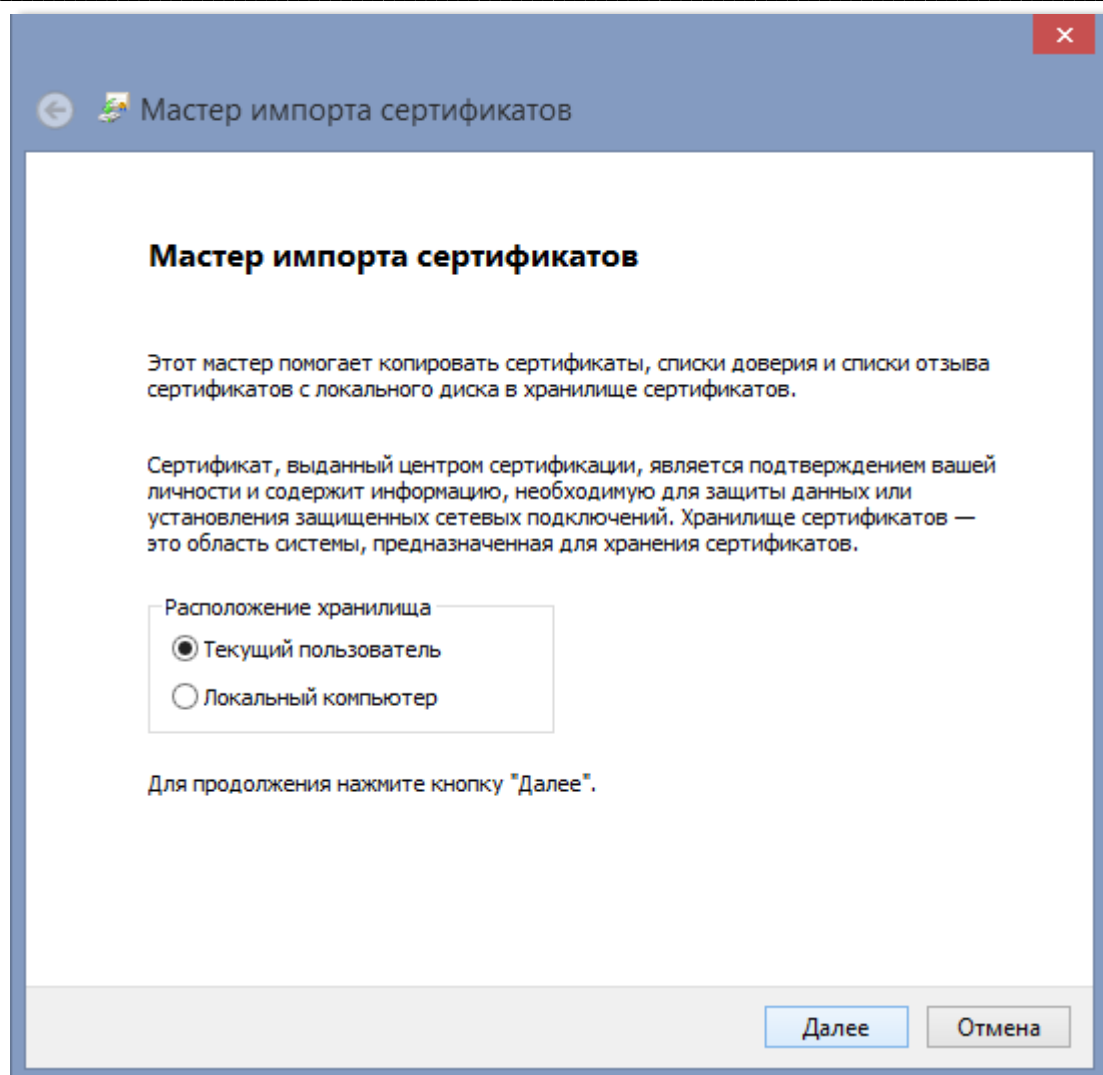 Мастер импорта сертификатов
Мастер импорта сертификатов
Этот мастер помогает копировать сертификаты, списки доверия и списки отзыва
сертификатов с локального диска в хранилище сертификатов.
Сертификат, выданный центром сертификации, является подтверждением вашей
личности и содержит информацию, необходимую для защиты данных или
установления защищенных сетевых подключений. Хранилище сертификатов —
это область системы, предназначенная для хранения сертификатов.
Расположение хранилища
Текущий пользователь
Локальный компьютер
Для продолжения нажмите кнопку "Далее".
Далее
Отмена